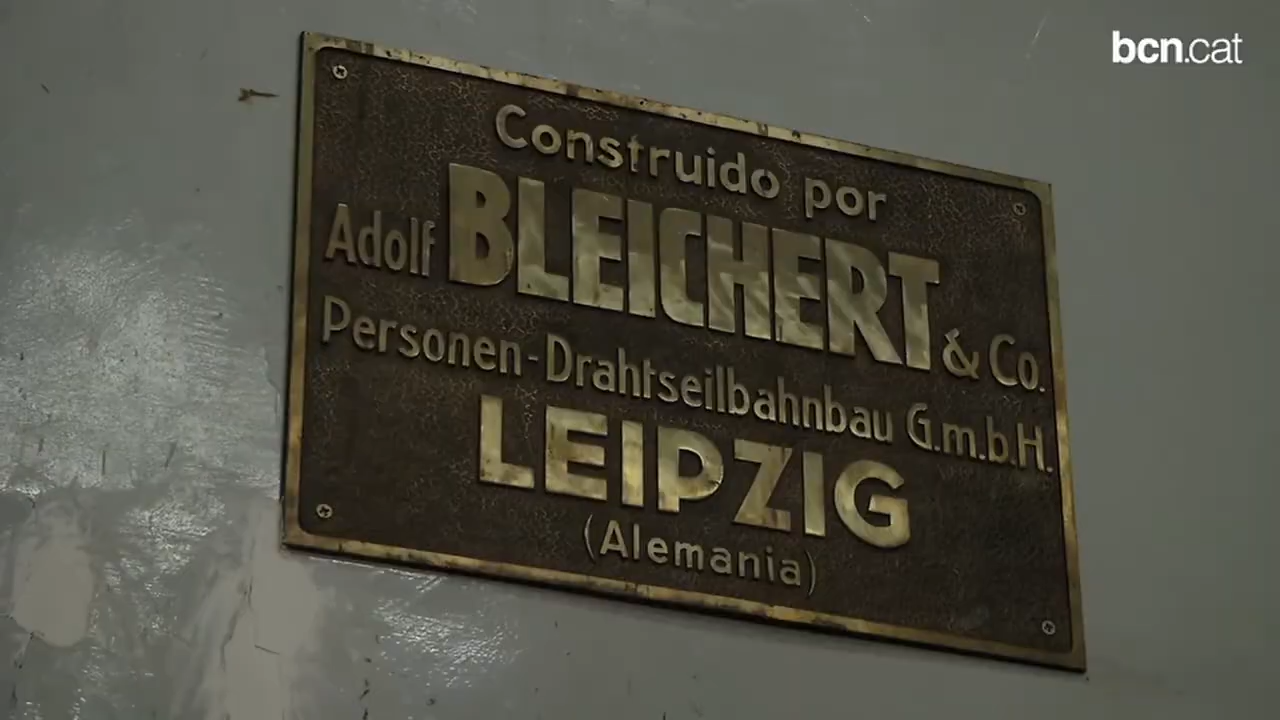 bcn.cat
Construido por
Adolf BLEICHERT & Co.
Personen-Drahtseilbahnbau G.m.b.H.
LEIPZIG
(Alemania)